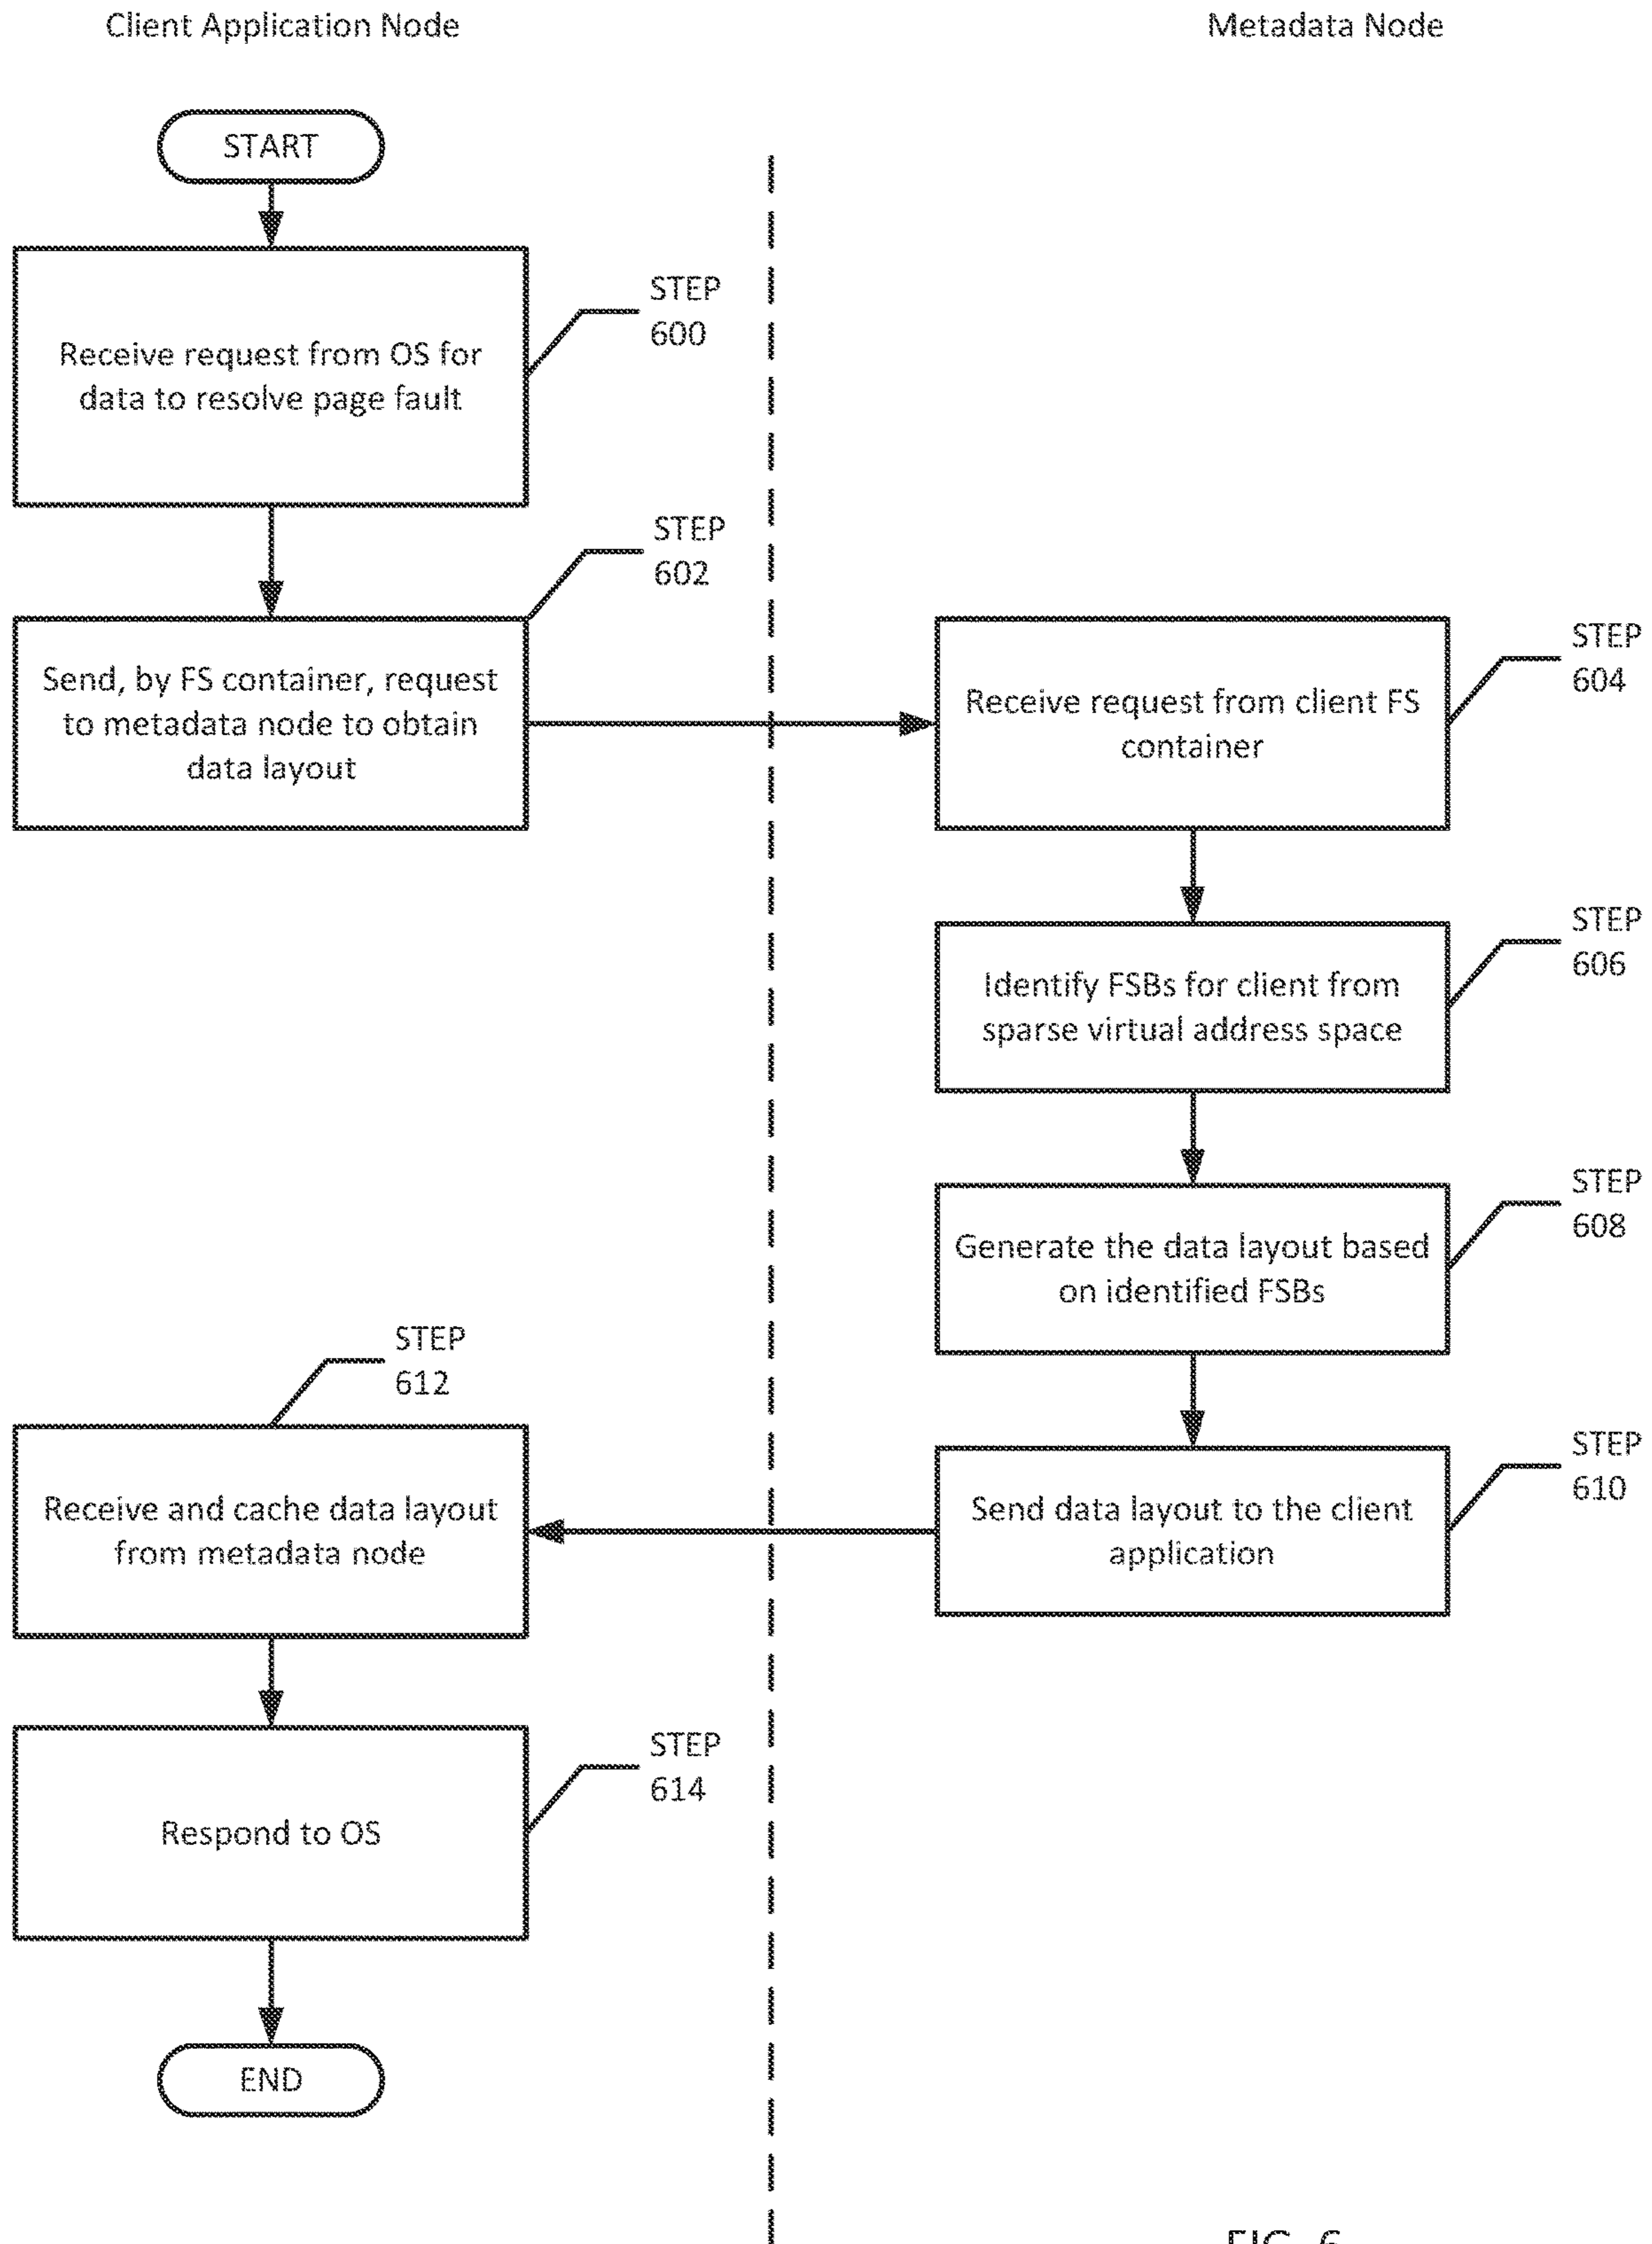 Client Application Node
Metadata Node
START
Receive request from OS for
data to resolve page fault
STEP
600
Send, by FS container, request
to metadata node to obtain
data layout
STEP
602
Receive request from client FS
container
STEP
604
Identify FSBs for client from
sparse virtual address space
STEP
606
Generate the data layout based
on identified FSBs
STEP
608
Send data layout to the client
application
STEP
610
STEP
612
Receive and cache data layout
from metadata node
Respond to OS
STEP
614
END
FIG. 6